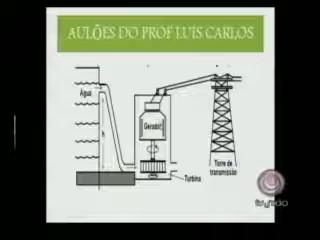 AULÕES DO PROF LUIS CARLOS
Água
h
Gerador
Turbina
Torre de
transmissão